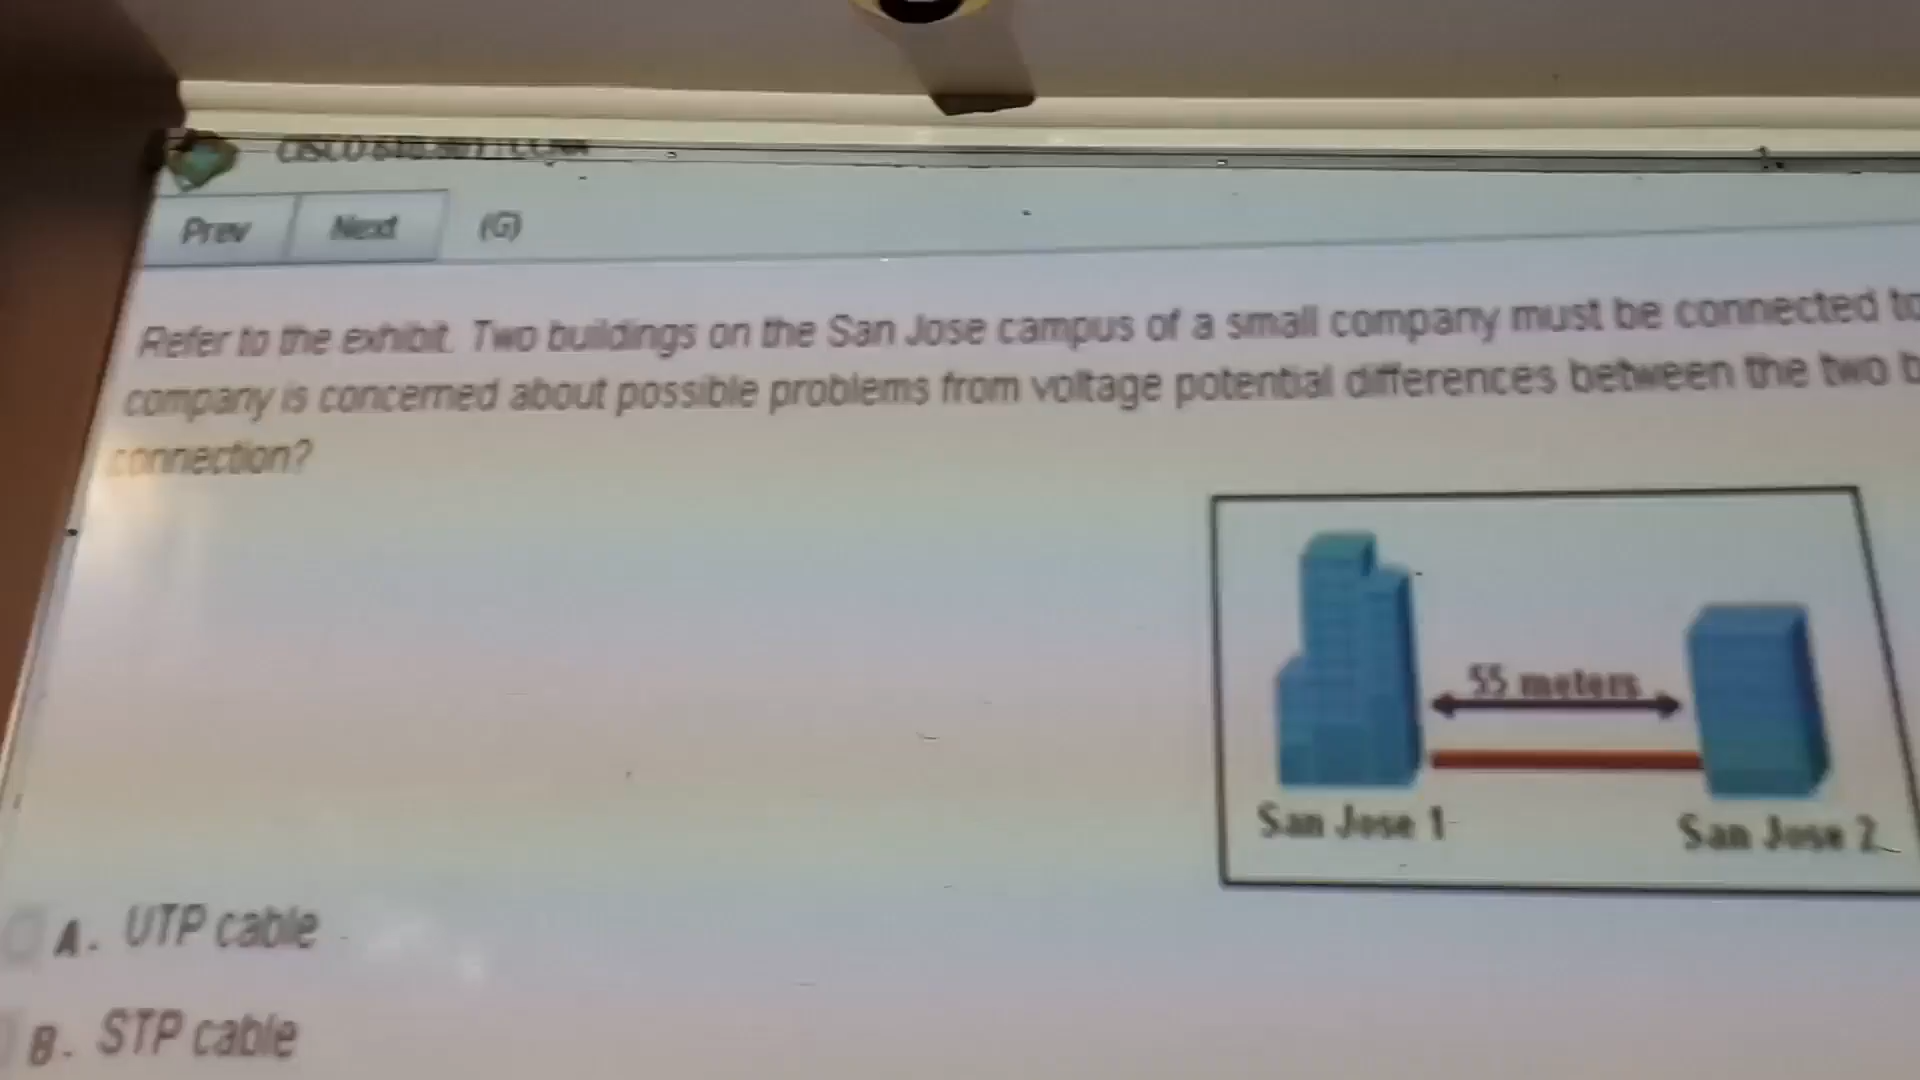 Prev Next (G)
Refer to the exhibit. Two buildings on the San Jose campus of a small company must be connected to
company is concerned about possible problems from voltage potential differences between the two b
connection?
55 meters
San Jose 1 San Jose 2
A. UTP cable
B. STP cable